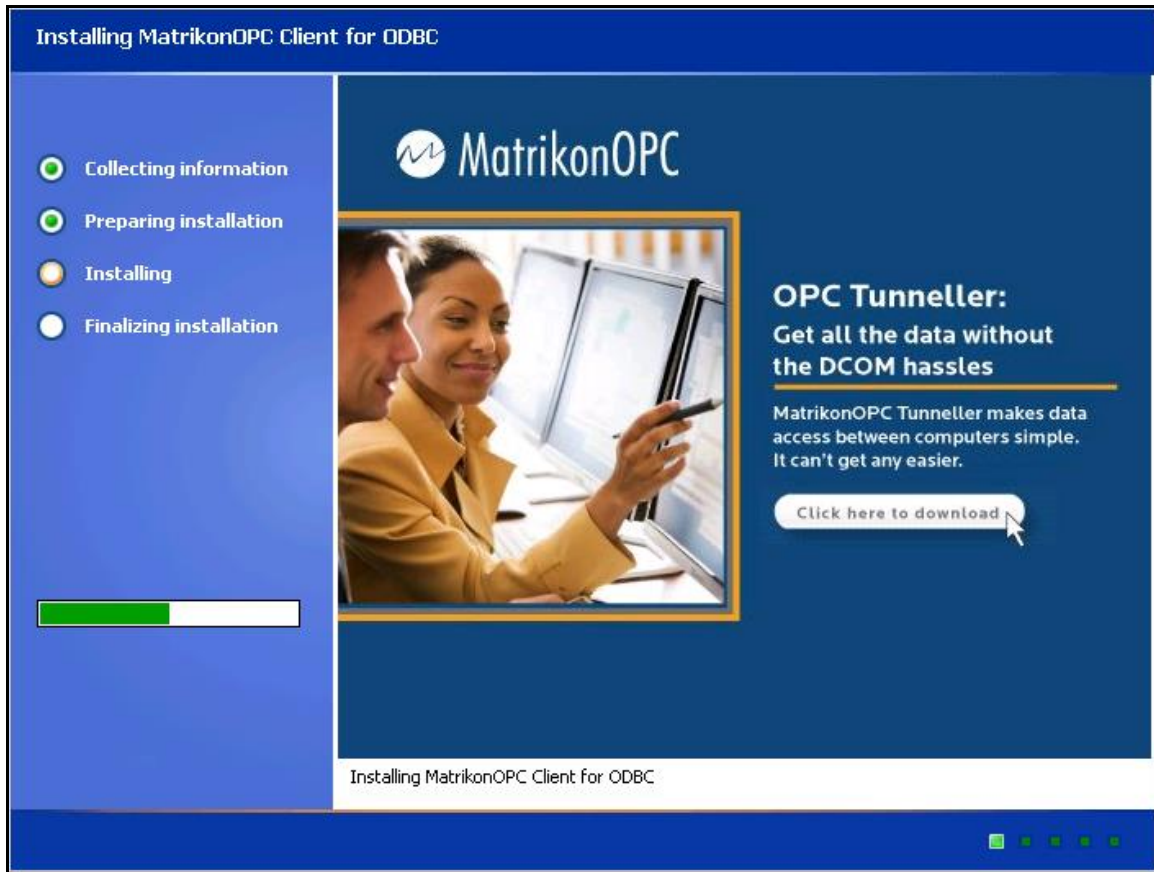 Installing MatrikonOPC Client for ODBC
Collecting information
Preparing installation
Installing
Finalizing installation
MatrikonOPC
OPC Tunneller:
Get all the data without
the DCOM hassles
MatrikonOPC Tunneller makes data
access between computers simple.
It can't get any easier.
Click here to download
Installing MatrikonOPC Client for ODBC